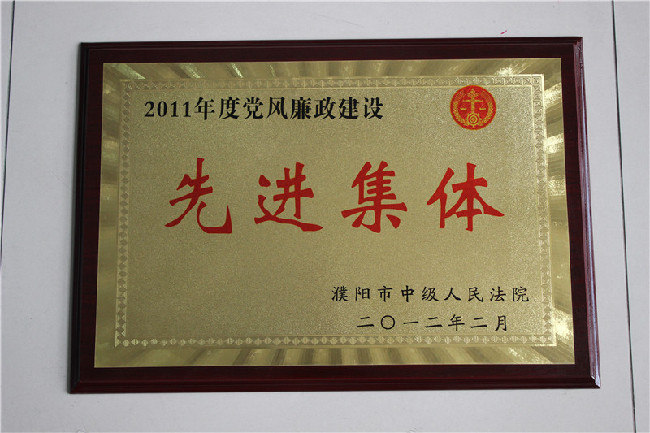 2011年度党风廉政建设
先进集体
濮阳市中级人民法院
二〇一二年二月